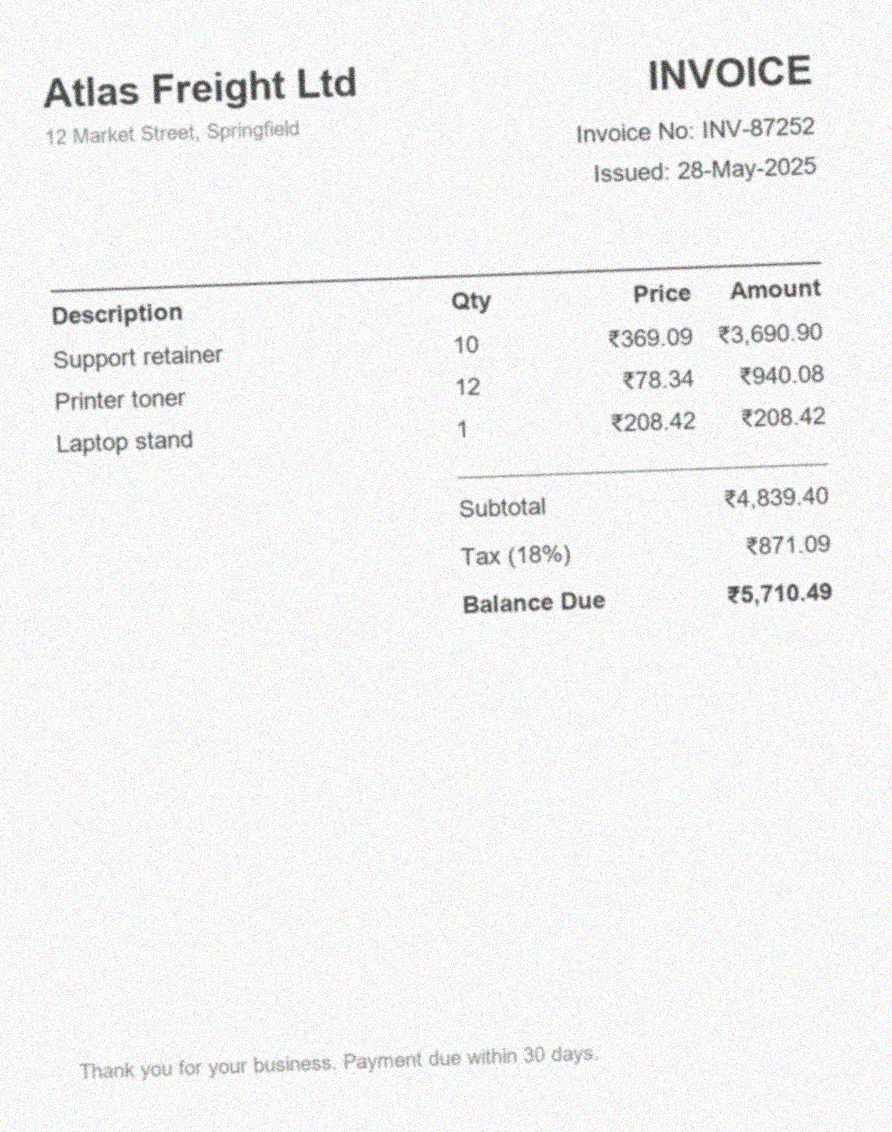 Atlas Freight Ltd
INVOICE
12 Market Street, Springfield
Invoice No: INV-87252
Issued: 28-May-2025
Description Qty Price Amount
Support retainer 10 ₹369.09 ₹3,690.90
Printer toner 12 ₹78.34 ₹940.08
Laptop stand 1 ₹208.42 ₹208.42
Subtotal ₹4,839.40
Tax (18%) ₹871.09
Balance Due ₹5,710.49
Thank you for your business. Payment due within 30 days.